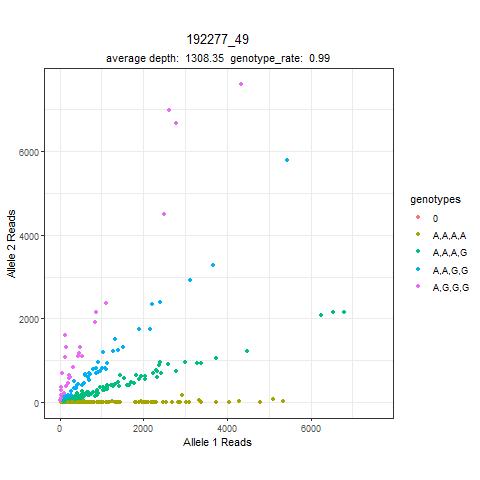 192277_49
average depth: 1308.35 genotype_rate: 0.99
Allele 2 Reads
6000
4000
2000
0
0 2000 4000 6000
Allele 1 Reads
genotypes
0
A,A,A,A
A,A,A,G
A,A,G,G
A,G,G,G